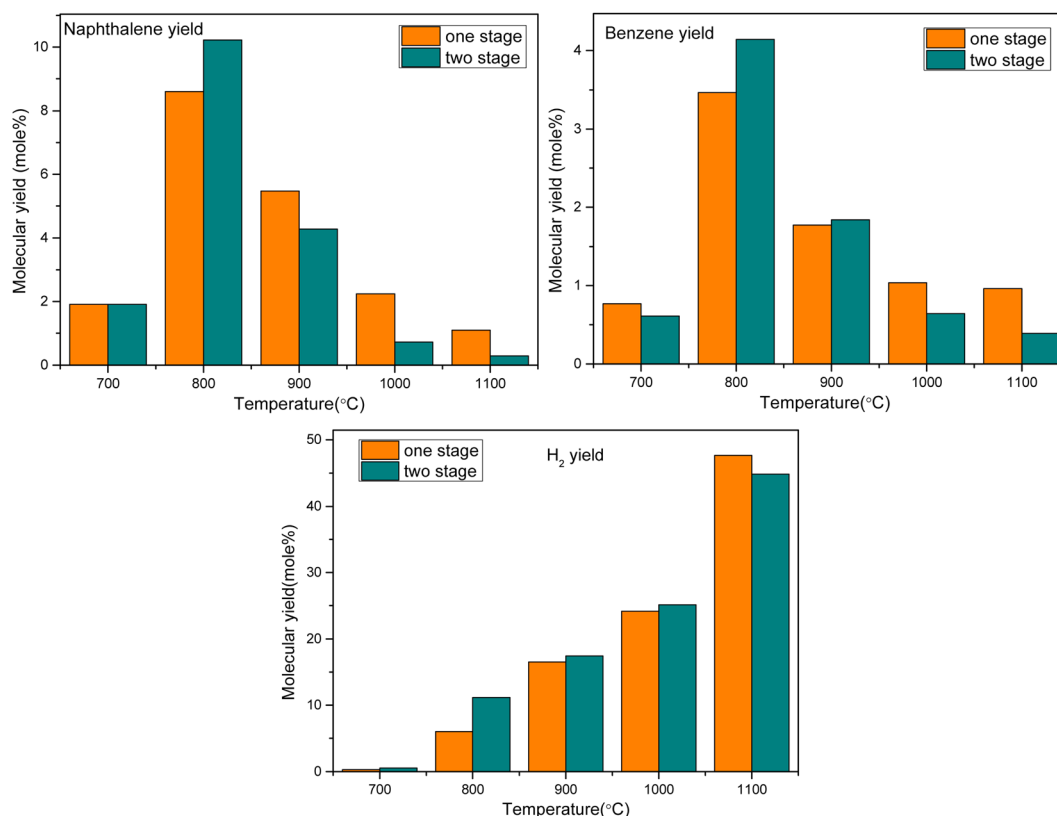 Naphthalene yield
one stage
two stage
Molecular yield (mole%)
10
8
6
4
2
0
700 800 900 1000 1100
Temperature(°C)
Benzene yield
one stage
two stage
Molecular yield (mole%)
4
3
2
1
0
700 800 900 1000 1100
Temperature(°C)
H₂ yield
one stage
two stage
Molecular yield(mole%)
50
40
30
20
10
0
700 800 900 1000 1100
Temperature(°C)